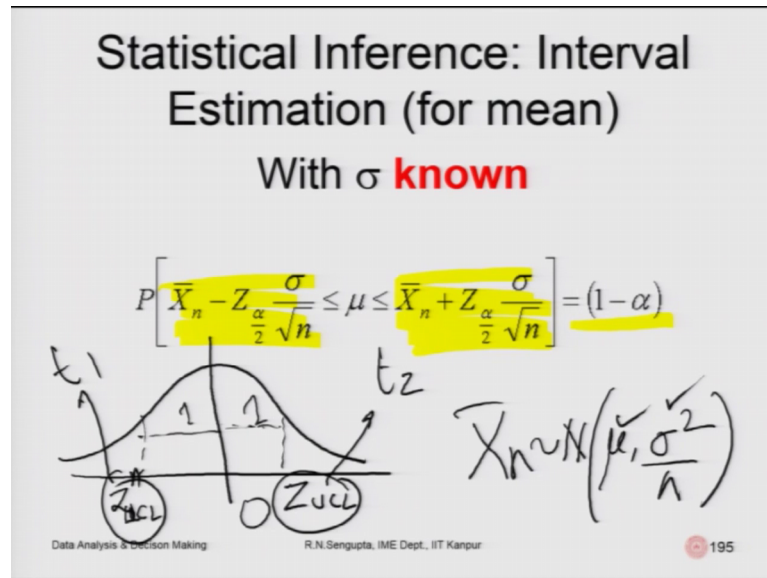 Statistical Inference: Interval
Estimation (for mean)
With σ known
P[X̄n − Zα/2 σ/√n ≤ μ ≤ X̄n + Zα/2 σ/√n] = (1−α)
t1
t2
1 1
X̄n ~ N(μ, σ²/n)
0 ZUCL
Data Analysis & Decison Making R.N.Sengupta, IME Dept., IIT Kanpur 195